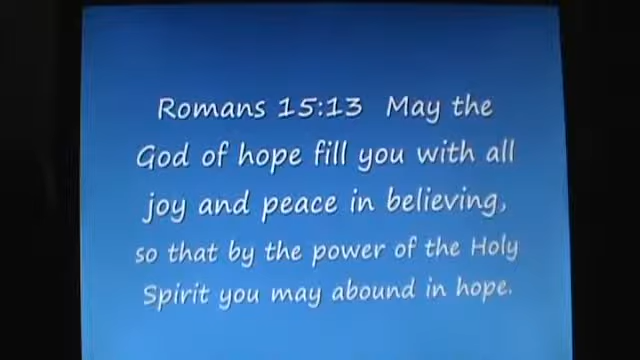 Romans 15:13 May the
God of hope fill you with all
joy and peace in believing,
so that by the power of the Holy
Spirit you may abound in hope.